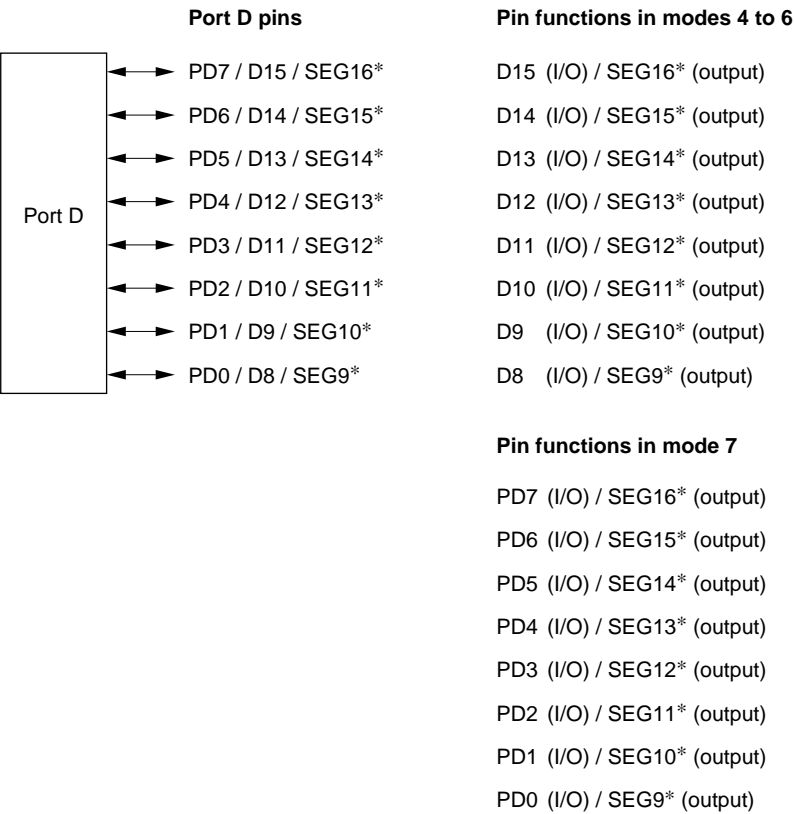 Port D pins Pin functions in modes 4 to 6
PD7 / D15 / SEG16* D15 (I/O) / SEG16* (output)
PD6 / D14 / SEG15* D14 (I/O) / SEG15* (output)
PD5 / D13 / SEG14* D13 (I/O) / SEG14* (output)
PD4 / D12 / SEG13* D12 (I/O) / SEG13* (output)
Port D
PD3 / D11 / SEG12* D11 (I/O) / SEG12* (output)
PD2 / D10 / SEG11* D10 (I/O) / SEG11* (output)
PD1 / D9 / SEG10* D9 (I/O) / SEG10* (output)
PD0 / D8 / SEG9* D8 (I/O) / SEG9* (output)
Pin functions in mode 7
PD7 (I/O) / SEG16* (output)
PD6 (I/O) / SEG15* (output)
PD5 (I/O) / SEG14* (output)
PD4 (I/O) / SEG13* (output)
PD3 (I/O) / SEG12* (output)
PD2 (I/O) / SEG11* (output)
PD1 (I/O) / SEG10* (output)
PD0 (I/O) / SEG9* (output)